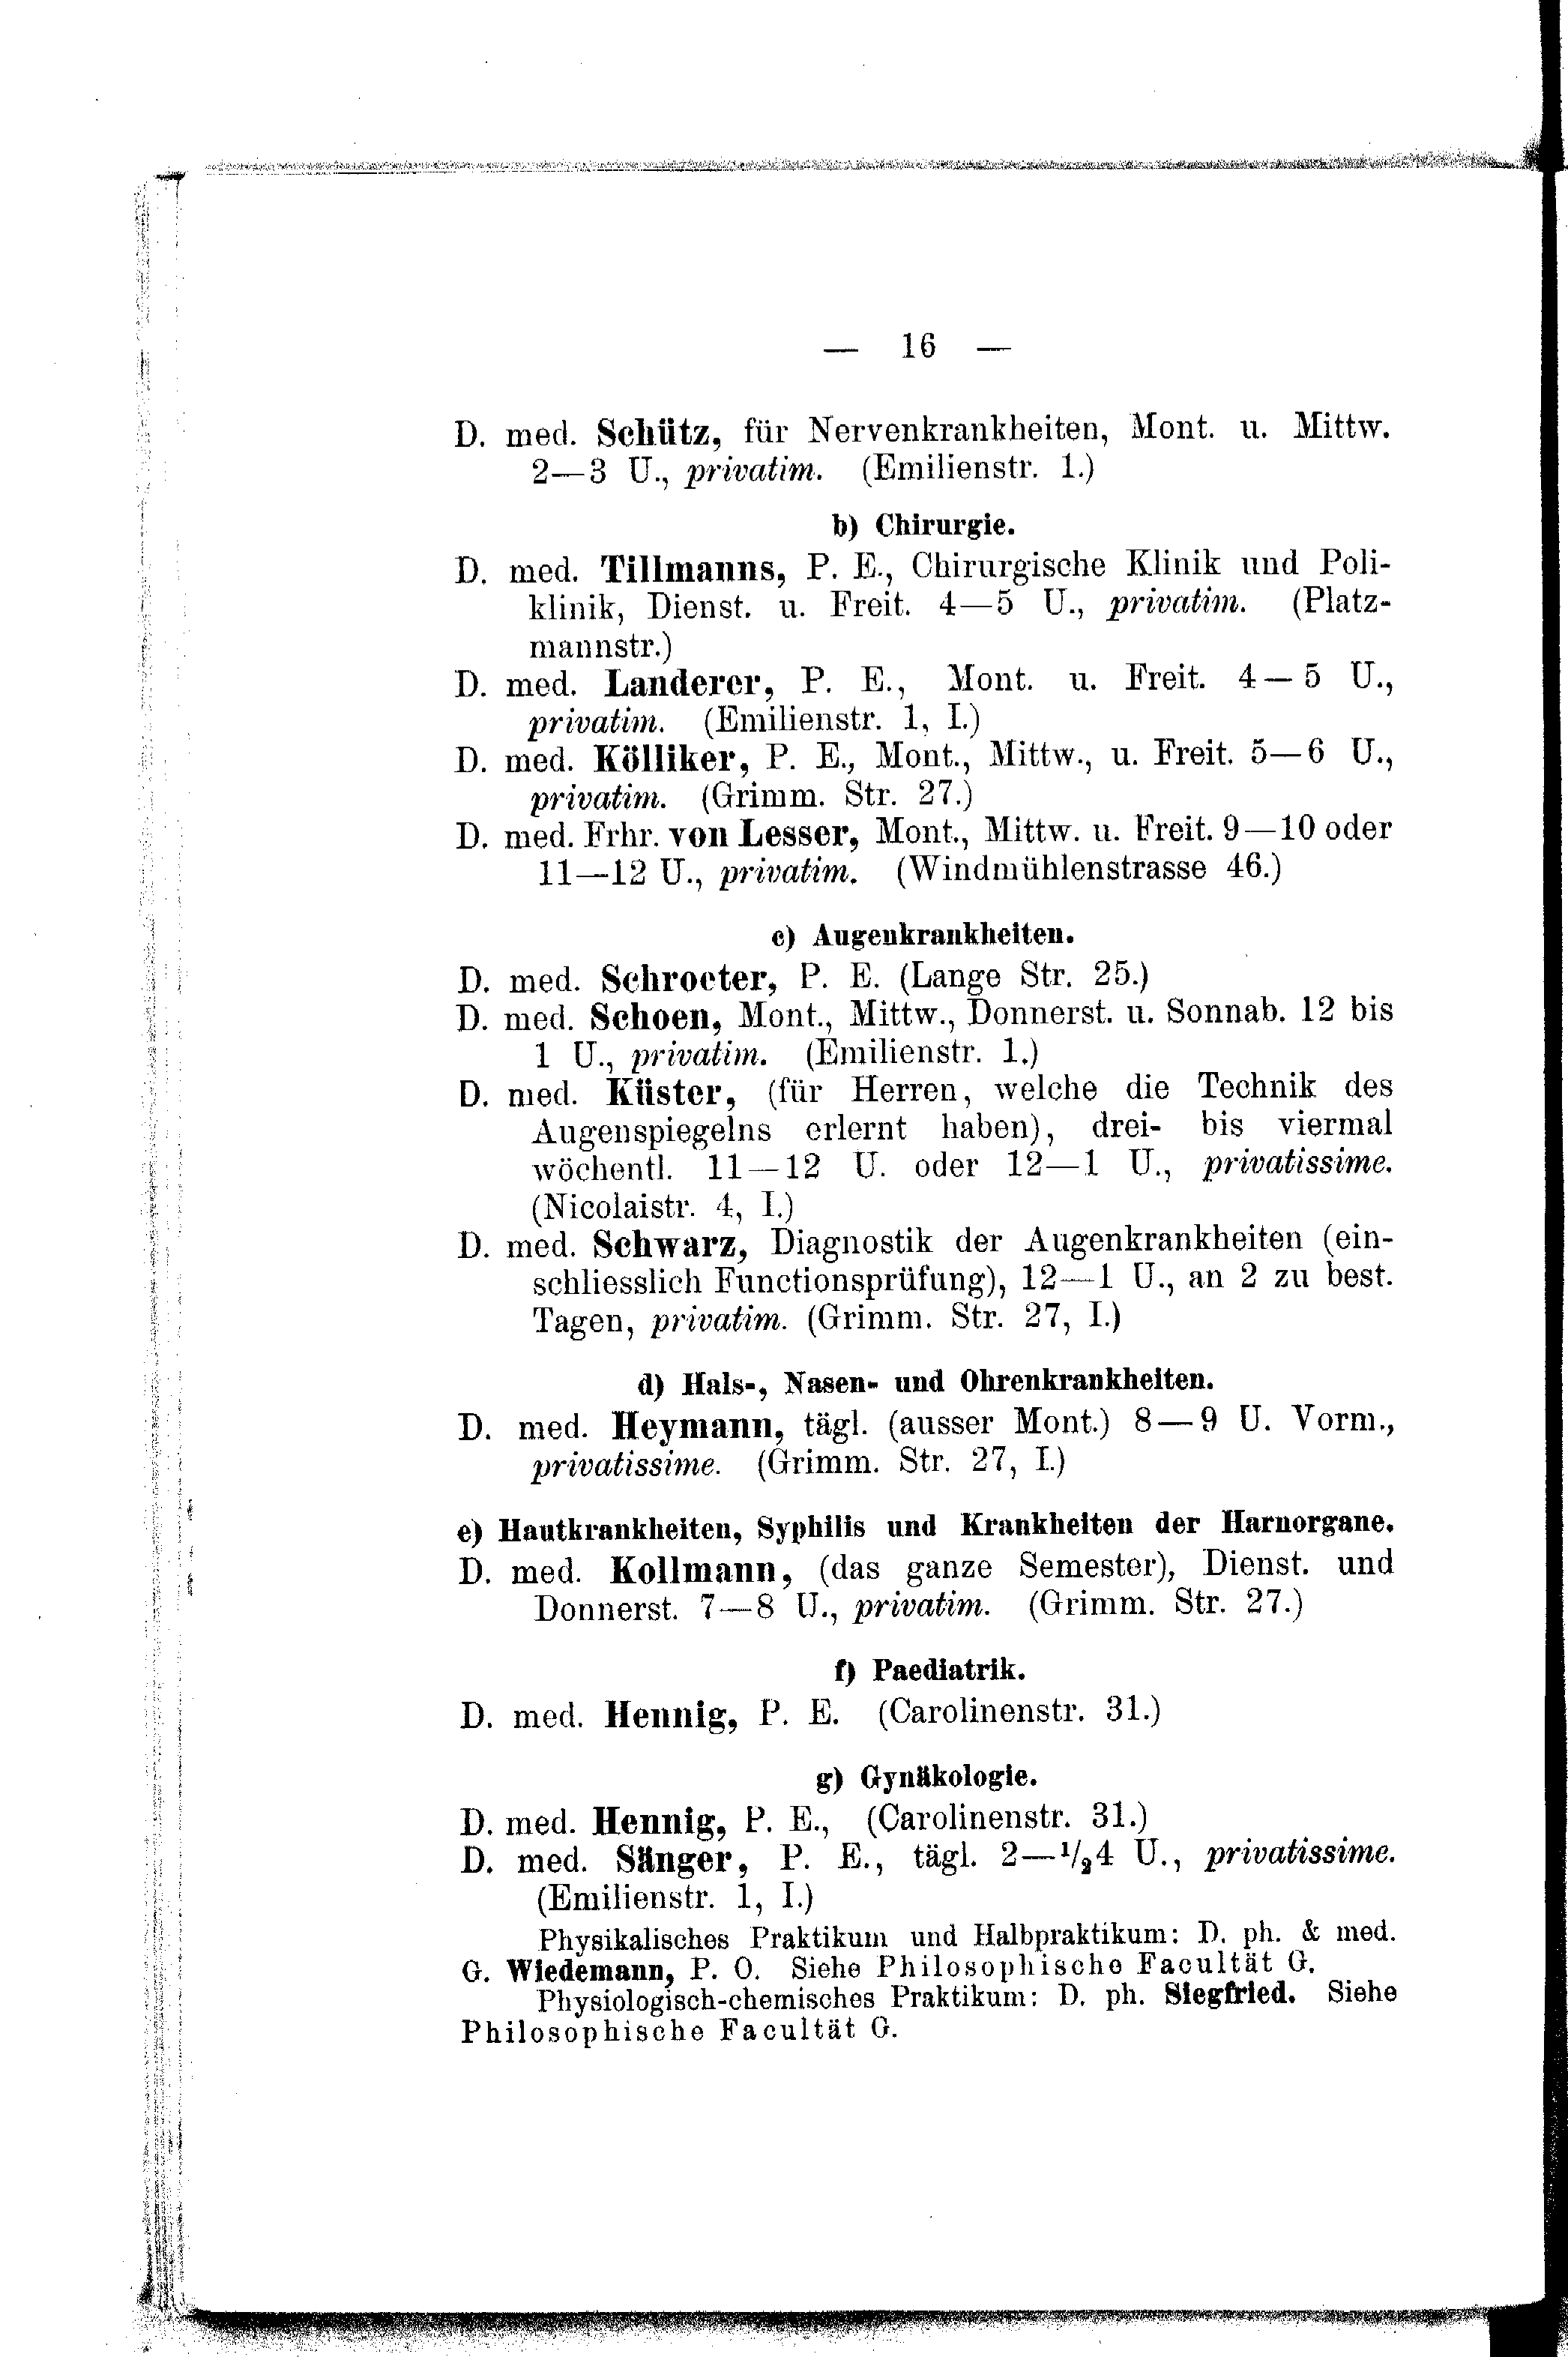 — 16 —
D. med. Schütz, für Nervenkrankheiten, Mont. u. Mittw.
2—3 U., privatim. (Emilienstr. 1.)
b) Chirurgie.
D. med. Tillmanns, P. E., Chirurgische Klinik und Poli-
klinik, Dienst. u. Freit. 4—5 U., privatim. (Platz-
mannstr.)
D. med. Landerer, P. E., Mont. u. Freit. 4—5 U.,
privatim. (Emilienstr. 1, I.)
D. med. Kölliker, P. E., Mont., Mittw., u. Freit. 5—6 U.,
privatim. (Grimm. Str. 27.)
D. med. Frhr. von Lesser, Mont., Mittw. u. Freit. 9—10 oder
11—12 U., privatim. (Windmühlenstrasse 46.)
c) Augenkrankheiten.
D. med. Schroeter, P. E. (Lange Str. 25.)
D. med. Schoen, Mont., Mittw., Donnerst. u. Sonnab. 12 bis
1 U., privatim. (Emilienstr. 1.)
D. med. Küster, (für Herren, welche die Technik des
Augenspiegelns erlernt haben), drei- bis viermal
wöchentl. 11—12 U. oder 12—1 U., privatissime.
(Nicolaistr. 4, I.)
D. med. Schwarz, Diagnostik der Augenkrankheiten (ein-
schliesslich Functionsprüfung), 12—1 U., an 2 zu best.
Tagen, privatim. (Grimm. Str. 27, I.)
d) Hals-, Nasen- und Ohrenkrankheiten.
D. med. Heymann, tägl. (ausser Mont.) 8—9 U. Vorm.,
privatissime. (Grimm. Str. 27, I.)
e) Hautkrankheiten, Syphilis und Krankheiten der Harnorgane.
D. med. Kollmann, (das ganze Semester), Dienst. und
Donnerst. 7—8 U., privatim. (Grimm. Str. 27.)
f) Paediatrik.
D. med. Hennig, P. E. (Carolinenstr. 31.)
g) Gynäkologie.
D. med. Hennig, P. E., (Carolinenstr. 31.)
D. med. Sänger, P. E., tägl. 2—1/24 U., privatissime.
(Emilienstr. 1, I.)
Physikalisches Praktikum und Halbpraktikum: D. ph. & med.
G. Wiedemann, P. O. Siehe Philosophische Facultät G.
Physiologisch-chemisches Praktikum: D. ph. Siegfried. Siehe
Philosophische Facultät G.